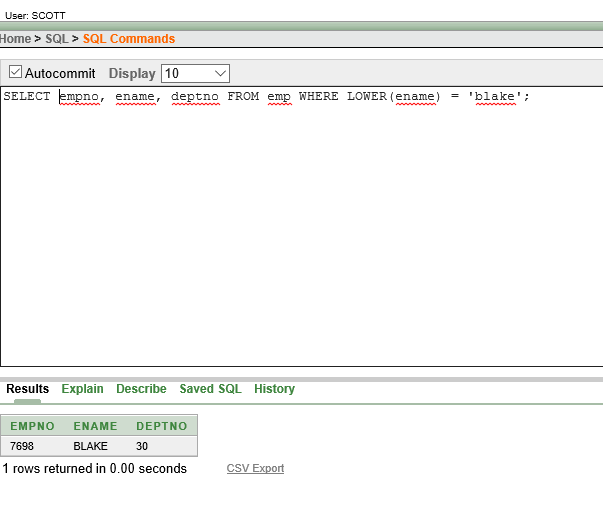 User: SCOTT
Home > SQL > SQL Commands
Autocommit Display 10
SELECT empno, ename, deptno FROM emp WHERE LOWER(ename) = 'blake';
Results Explain Describe Saved SQL History
EMPNO ENAME DEPTNO
7698 BLAKE 30
1 rows returned in 0.00 seconds CSV Export